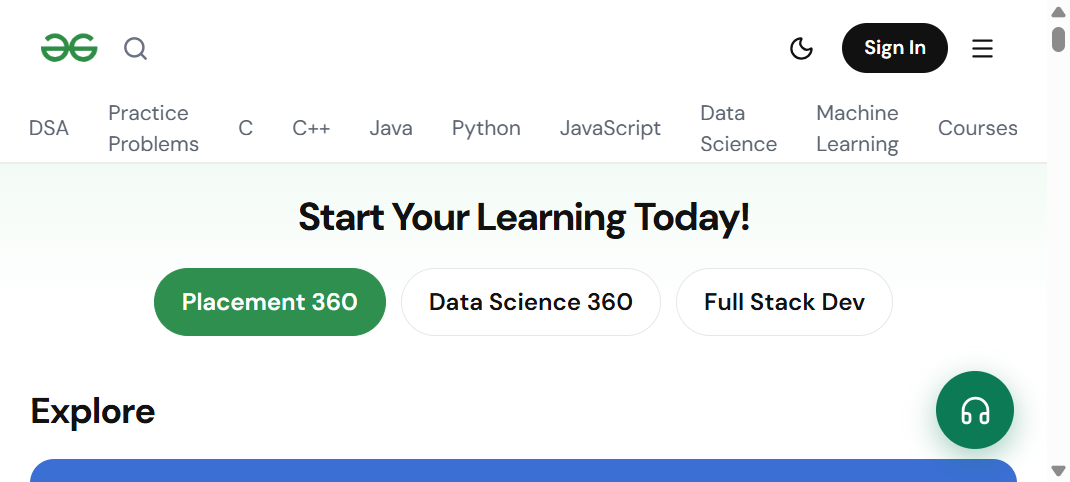 Sign In
DSA
Practice
Problems
C
C++
Java
Python
JavaScript
Data
Science
Machine
Learning
Courses
Start Your Learning Today!
Placement 360
Data Science 360
Full Stack Dev
Explore